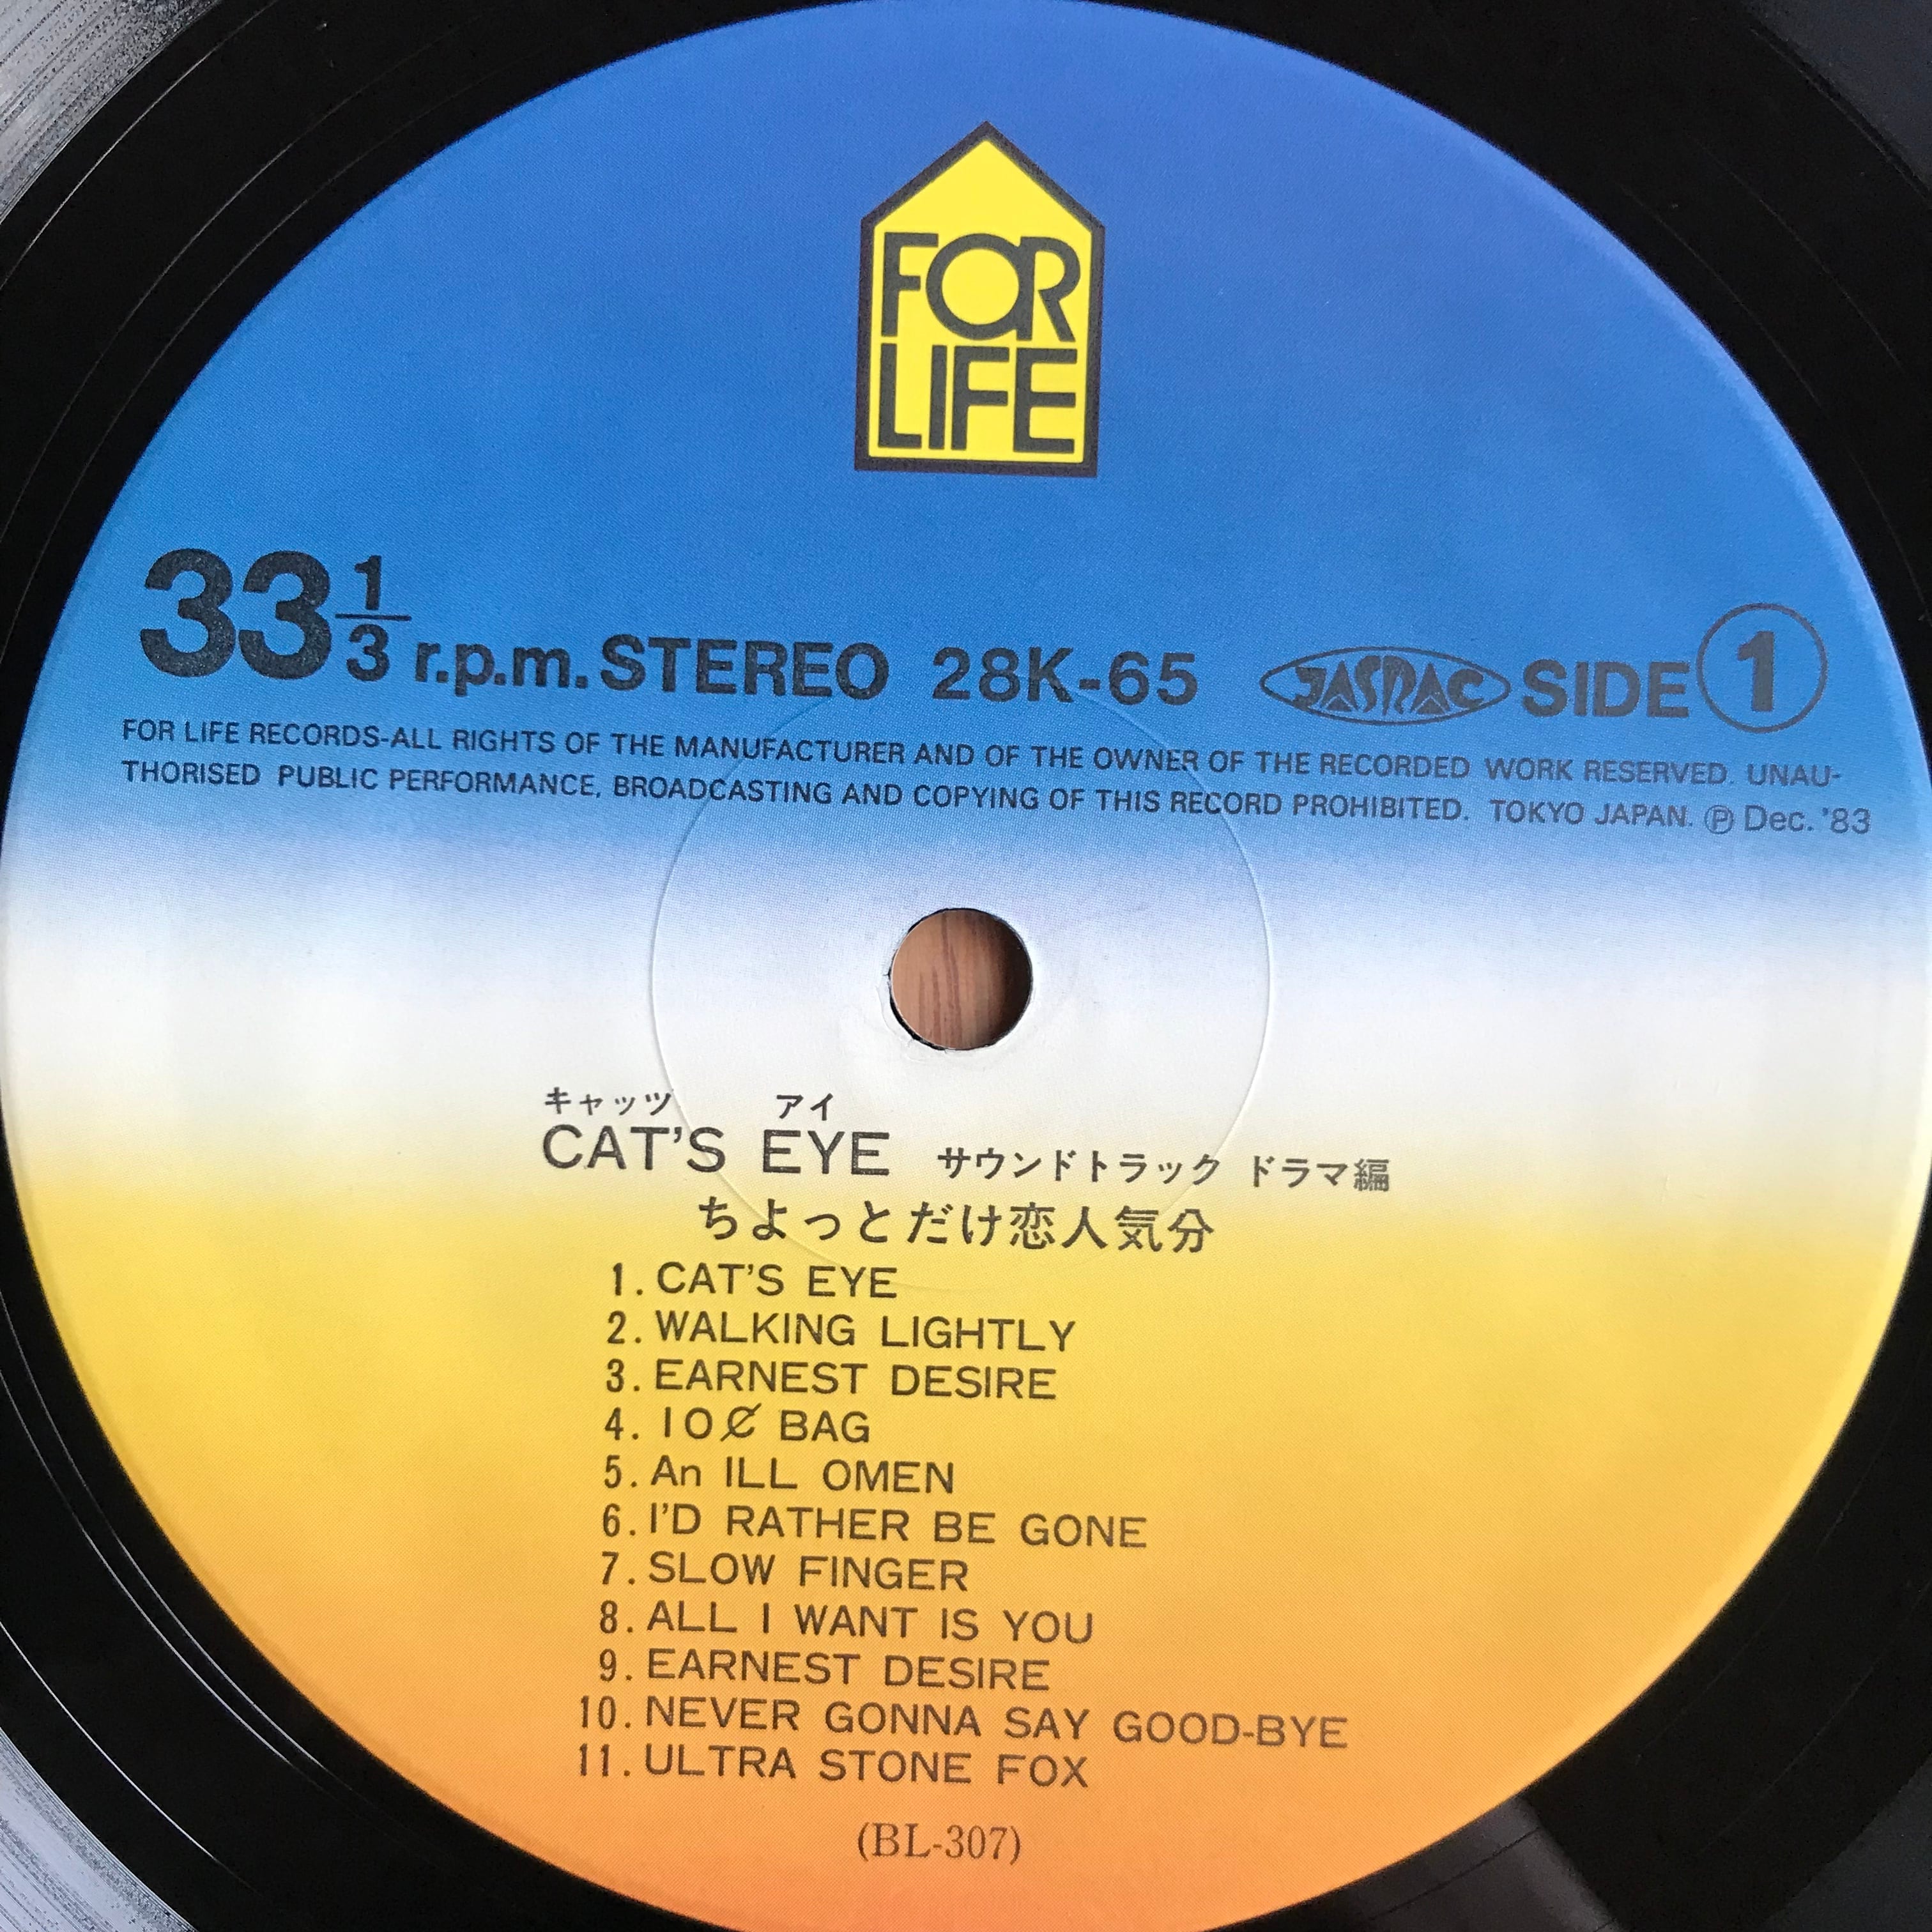 FOR
LIFE
33 1/3 r.p.m. STEREO 28K-65 JASRAC SIDE ①
FOR LIFE RECORDS-ALL RIGHTS OF THE MANUFACTURER AND OF THE OWNER OF THE RECORDED WORK RESERVED. UNAU-
THORISED PUBLIC PERFORMANCE, BROADCASTING AND COPYING OF THIS RECORD PROHIBITED. TOKYO JAPAN. ℗ Dec. '83
キャッツ アイ
CAT'S EYE サウンドトラック ドラマ編
ちよっとだけ恋人気分
1. CAT'S EYE
2. WALKING LIGHTLY
3. EARNEST DESIRE
4. 10₡ BAG
5. An ILL OMEN
6. I'D RATHER BE GONE
7. SLOW FINGER
8. ALL I WANT IS YOU
9. EARNEST DESIRE
10. NEVER GONNA SAY GOOD-BYE
11. ULTRA STONE FOX
(BL-307)